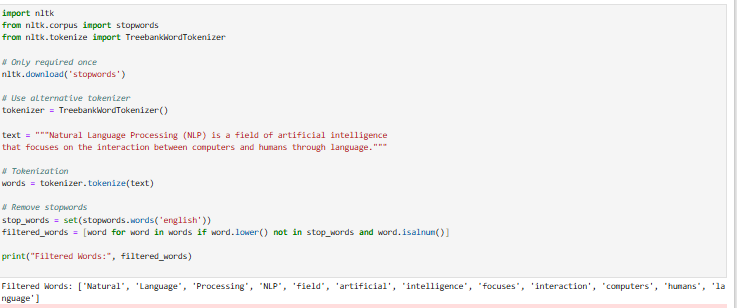 import nltk
from nltk.corpus import stopwords
from nltk.tokenize import TreebankWordTokenizer
# Only required once
nltk.download('stopwords')
# Use alternative tokenizer
tokenizer = TreebankWordTokenizer()
text = """Natural Language Processing (NLP) is a field of artificial intelligence
that focuses on the interaction between computers and humans through language."""
# Tokenization
words = tokenizer.tokenize(text)
# Remove stopwords
stop_words = set(stopwords.words('english'))
filtered_words = [word for word in words if word.lower() not in stop_words and word.isalnum()]
print("Filtered Words:", filtered_words)
Filtered Words: ['Natural', 'Language', 'Processing', 'NLP', 'field', 'artificial', 'intelligence', 'focuses', 'interaction', 'computers', 'humans', 'la
nguage']